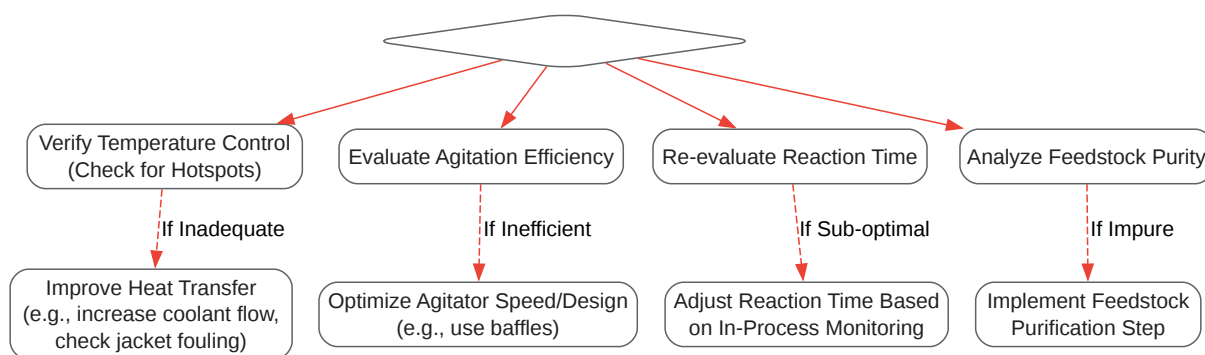 Verify Temperature Control
(Check for Hotspots)
Evaluate Agitation Efficiency
Re-evaluate Reaction Time
Analyze Feedstock Purity
If Inadequate
If Inefficient
If Sub-optimal
If Impure
Improve Heat Transfer
(e.g., increase coolant flow,
check jacket fouling)
Optimize Agitator Speed/Design
(e.g., use baffles)
Adjust Reaction Time Based
on In-Process Monitoring
Implement Feedstock
Purification Step